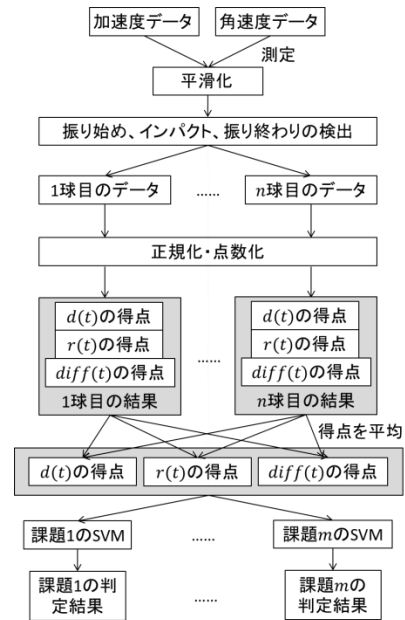 加速度データ
角速度データ
測定
平滑化
振り始め、インパクト、振り終わりの検出
1球目のデータ
……
n球目のデータ
正規化・点数化
d(t)の得点
r(t)の得点
diff(t)の得点
1球目の結果
……
d(t)の得点
r(t)の得点
diff(t)の得点
n球目の結果
得点を平均
d(t)の得点
r(t)の得点
diff(t)の得点
課題1のSVM
……
課題mのSVM
課題1の判
定結果
……
課題mの
判定結果